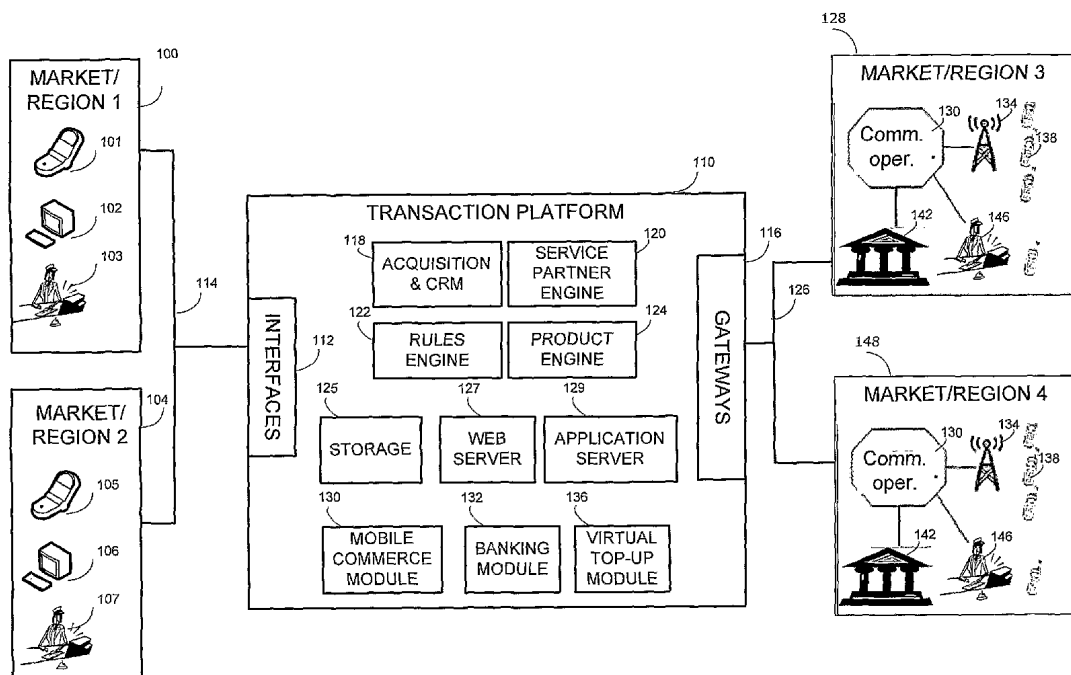 100
MARKET/
REGION 1
101
102
103
114
104
MARKET/
REGION 2
105
106
107
110
TRANSACTION PLATFORM
112
INTERFACES
118
ACQUISITION
& CRM
120
SERVICE
PARTNER
ENGINE
122
RULES
ENGINE
124
PRODUCT
ENGINE
125
STORAGE
127
WEB
SERVER
129
APPLICATION
SERVER
130
MOBILE
COMMERCE
MODULE
132
BANKING
MODULE
136
VIRTUAL
TOP-UP
MODULE
116
GATEWAYS
126
128
MARKET/REGION 3
130
Comm.
oper.
134
138
142
146
148
MARKET/REGION 4
130
Comm.
oper.
134
138
142
146